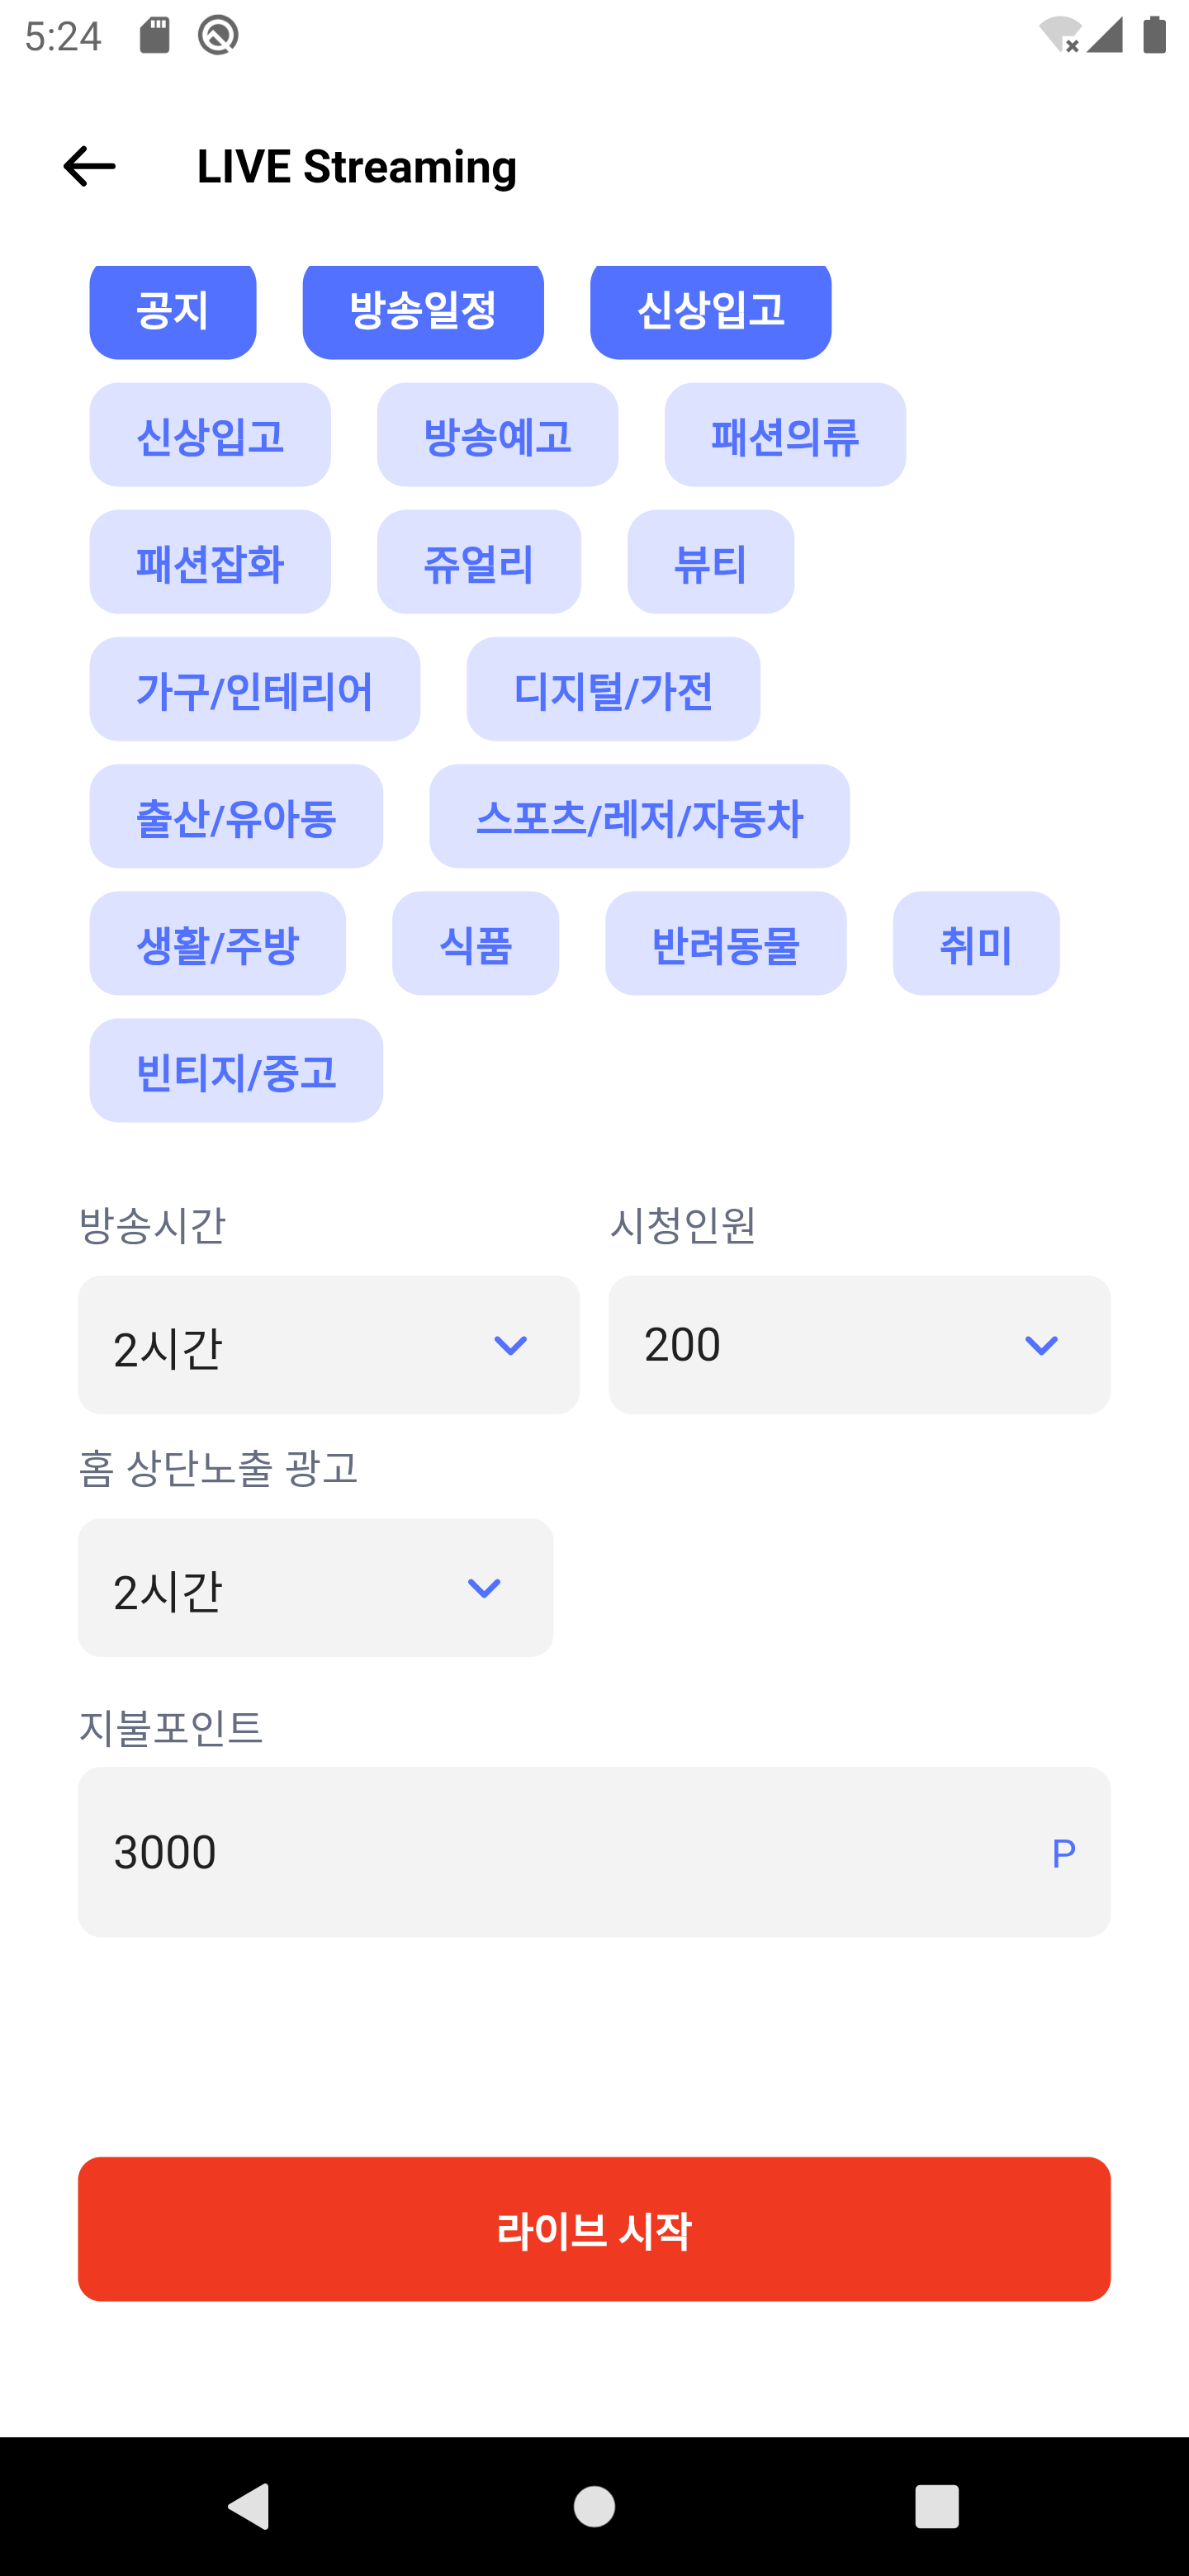 5:24
LIVE Streaming
공지 방송일정 신상입고
신상입고 방송예고 패션의류
패션잡화 쥬얼리 뷰티
가구/인테리어 디지털/가전
출산/유아동 스포츠/레저/자동차
생활/주방 식품 반려동물 취미
빈티지/중고
방송시간 시청인원
2시간 200
홈 상단노출 광고
2시간
지불포인트
3000 P
라이브 시작